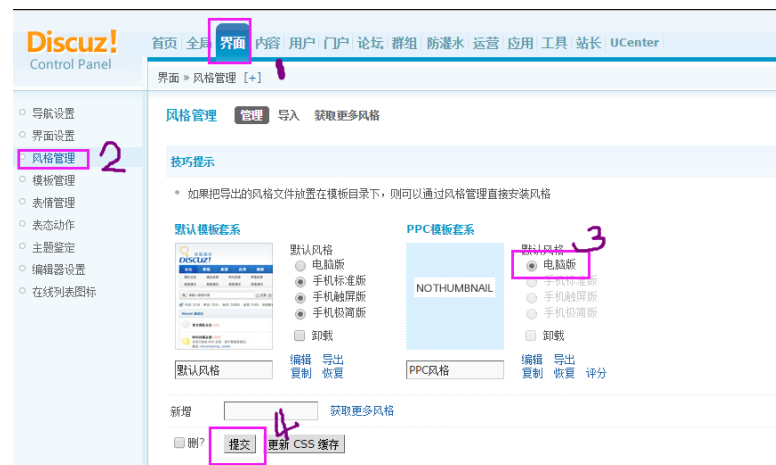 Discuz!
Control Panel
首页 全局 界面 内容 用户 门户 论坛 群组 防灌水 运营 应用 工具 站长 UCenter
1
界面 » 风格管理 [+]
导航设置
界面设置
风格管理
2
模板管理
表情管理
表态动作
主题鉴定
编辑器设置
在线列表图标
风格管理 管理 导入 获取更多风格
技巧提示
如果把导出的风格文件放置在模板目录下，则可以通过风格管理直接安装风格
默认模板套系
DISCUZ!
默认风格
电脑版
手机标准版
手机触屏版
手机极简版
卸载
默认风格
编辑 导出
复制 恢复
PPC模板套系
NOTHUMBNAIL
默认风格
3
电脑版
手机标准版
手机触屏版
手机极简版
卸载
PPC风格
编辑 导出
复制 恢复 评分
新增 获取更多风格
4
删? 提交 更新 CSS 缓存